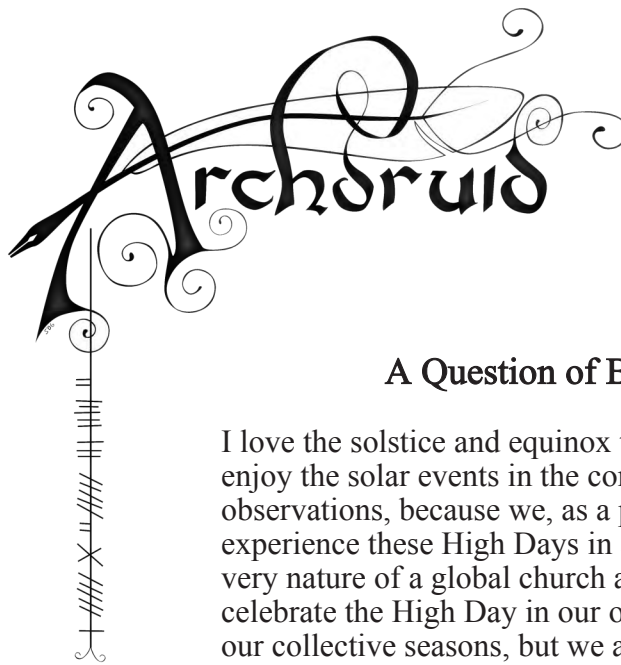 Archdruid
A Question of
I love the solstice and equinox
enjoy the solar events in the
observations, because we, as a
experience these High Days in
very nature of a global church
celebrate the High Day in our
our collective seasons, but we